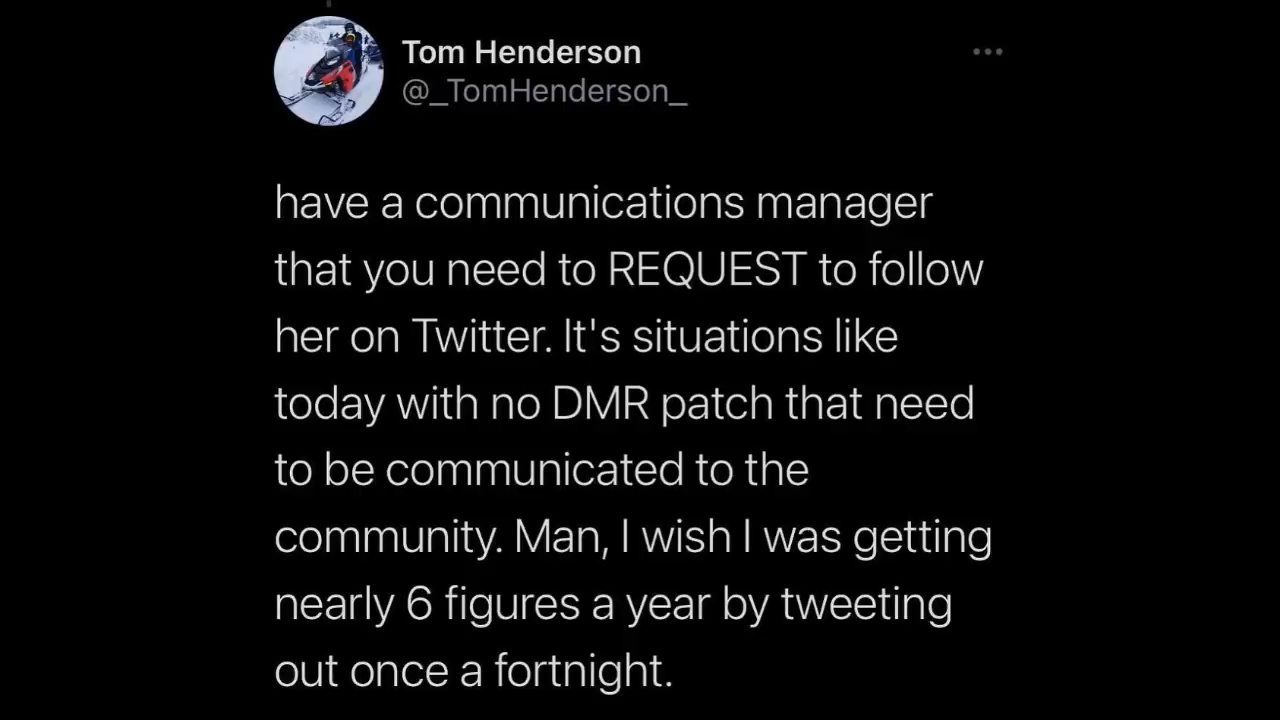 Tom Henderson
@_TomHenderson_
have a communications manager
that you need to REQUEST to follow
her on Twitter. It's situations like
today with no DMR patch that need
to be communicated to the
community. Man, I wish I was getting
nearly 6 figures a year by tweeting
out once a fortnight.